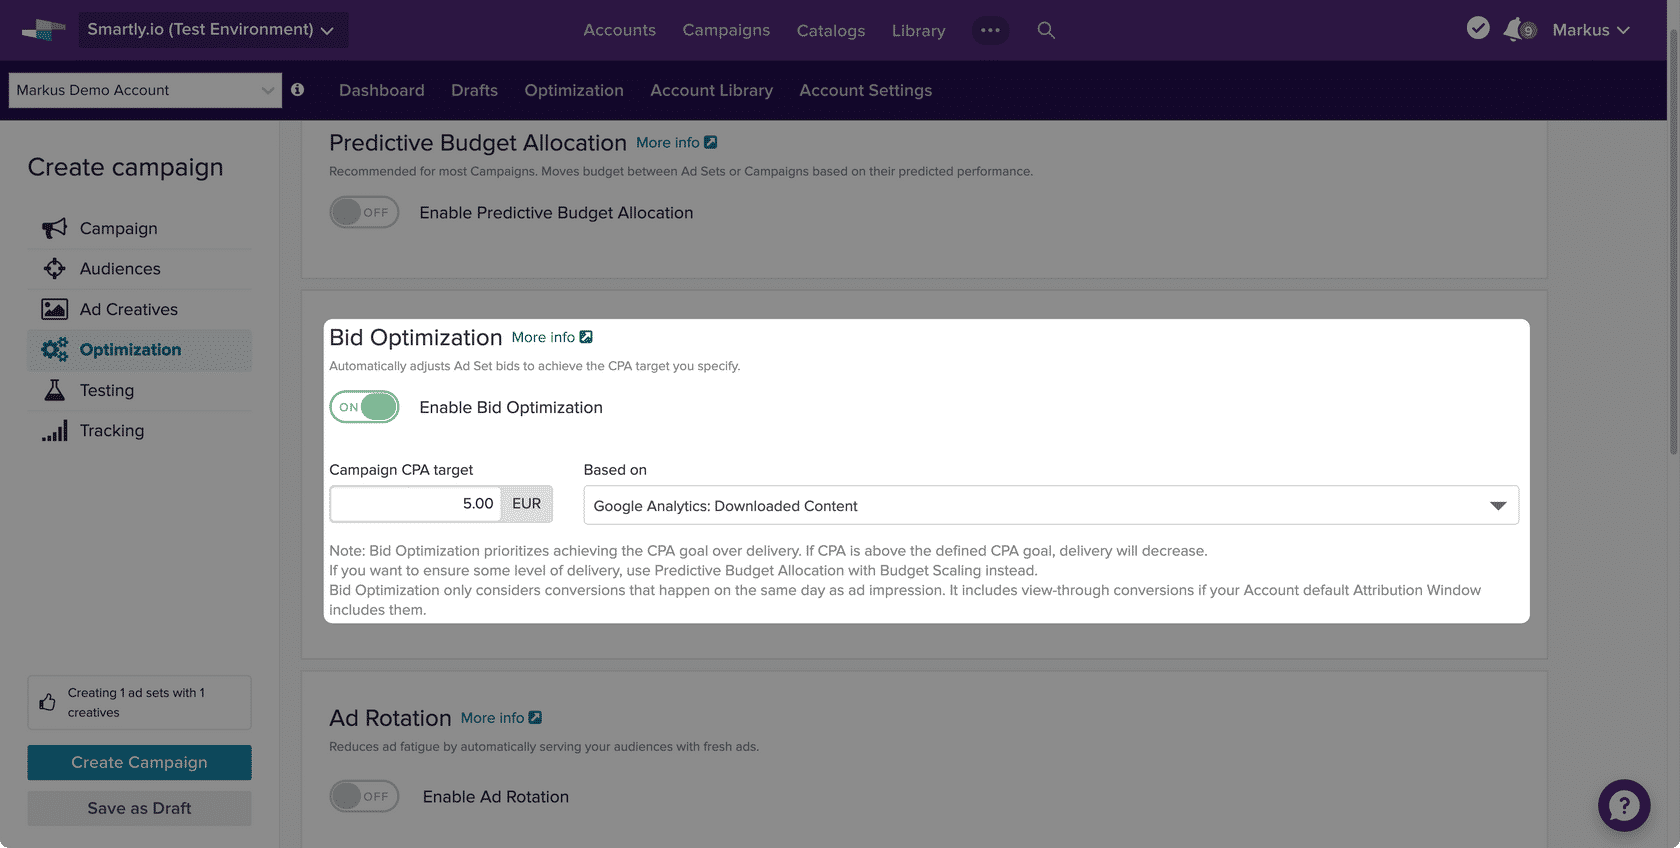 Smartly.io (Test Environment)
Accounts
Campaigns
Catalogs
Library
9
Markus
Markus Demo Account
Dashboard
Drafts
Optimization
Account Library
Account Settings
Create campaign
Campaign
Audiences
Ad Creatives
Optimization
Testing
Tracking
Creating 1 ad sets with 1
creatives
Create Campaign
Save as Draft
Predictive Budget Allocation More info
Recommended for most Campaigns. Moves budget between Ad Sets or Campaigns based on their predicted performance.
OFF Enable Predictive Budget Allocation
Bid Optimization More info
Automatically adjusts Ad Set bids to achieve the CPA target you specify.
ON Enable Bid Optimization
Campaign CPA target
5.00 EUR
Based on
Google Analytics: Downloaded Content
Note: Bid Optimization prioritizes achieving the CPA goal over delivery. If CPA is above the defined CPA goal, delivery will decrease.
If you want to ensure some level of delivery, use Predictive Budget Allocation with Budget Scaling instead.
Bid Optimization only considers conversions that happen on the same day as ad impression. It includes view-through conversions if your Account default Attribution Window
includes them.
Ad Rotation More info
Reduces ad fatigue by automatically serving your audiences with fresh ads.
OFF Enable Ad Rotation
?